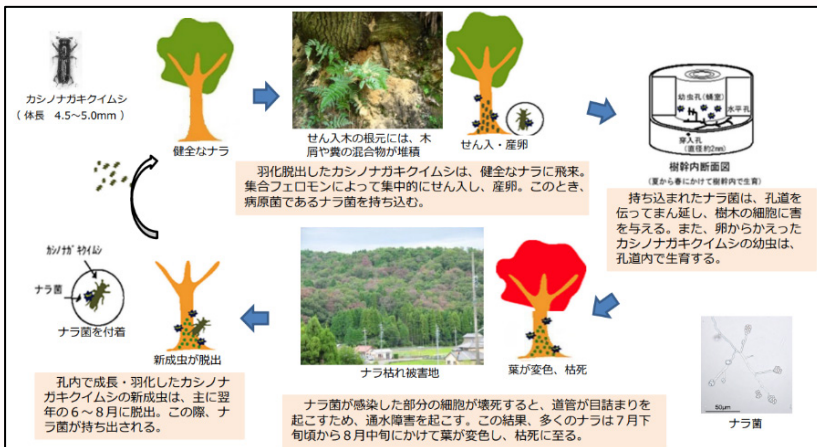 カシノナガキクイムシ
(体長 4.5～5.0mm )
健全なナラ
せん入木の根元には、木
屑や糞の混合物が堆積
せん入・産卵
幼虫孔(蛹室)
水平孔
穿入孔
(直径約2mm)
樹幹内断面図
(夏から春にかけて樹幹内で生育)
羽化脱出したカシノナガキクイムシは、健全なナラに飛来。
集合フェロモンによって集中的にせん入し、産卵。このとき、
病原菌であるナラ菌を持ち込む。
持ち込まれたナラ菌は、孔道を
伝ってまん延し、樹木の細胞に害
を与える。また、卵からかえった
カシノナガキクイムシの幼虫は、
孔道内で生育する。
カシノナガキクイムシ
ナラ菌
ナラ菌を付着
新成虫が脱出
ナラ枯れ被害地
葉が変色、枯死
50μm
ナラ菌
孔内で成長・羽化したカシノナ
ガキクイムシの新成虫は、主に翌
年の6～8月に脱出。この際、ナ
ラ菌が持ち出される。
ナラ菌が感染した部分の細胞が壊死すると、道管が目詰まりを
起こすため、通水障害を起こす。この結果、多くのナラは7月下
旬頃から8月中旬にかけて葉が変色し、枯死に至る。